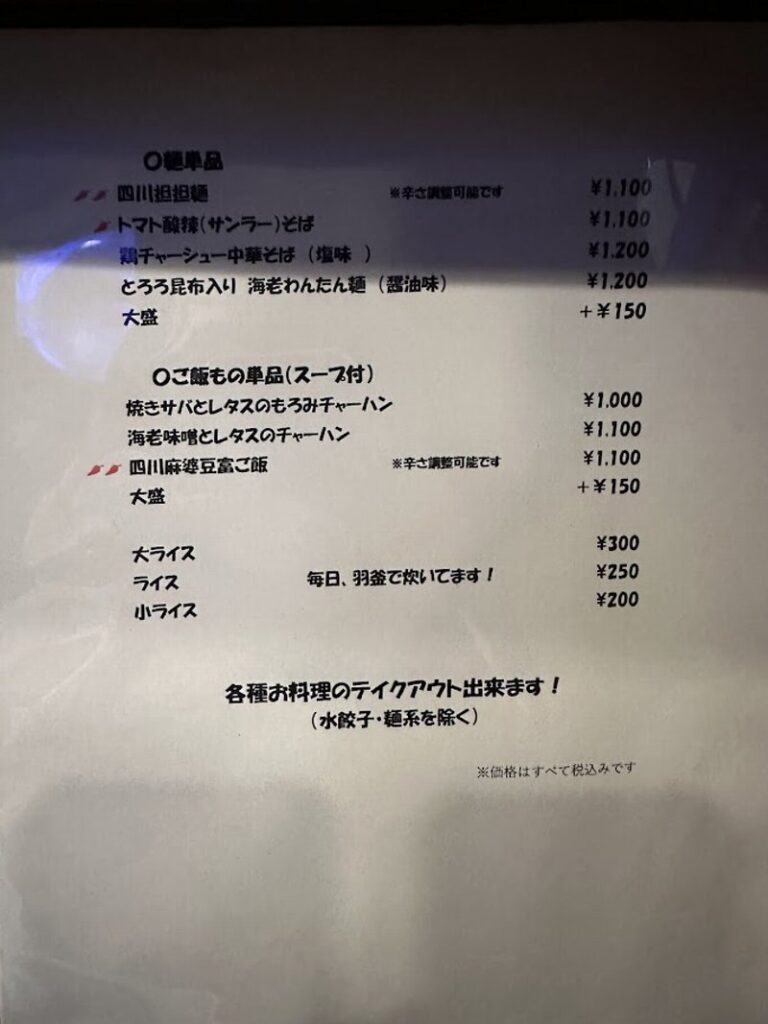 〇麺単品
四川担担麺 ※辛さ調整可能です ¥1.100
トマト酸辣(サンラー)そば ¥1.100
鶏チャーシュー中華そば (塩味 ) ¥1.200
とろろ昆布入り 海老わんたん麺 (醤油味) ¥1.200
大盛 +¥150
〇ご飯もの単品(スープ付)
焼きサバとレタスのもろみチャーハン ¥1.000
海老味噌とレタスのチャーハン ¥1.100
四川麻婆豆富ご飯 ※辛さ調整可能です ¥1.100
大盛 +¥150
大ライス ¥300
ライス 毎日、羽釜で炊いてます! ¥250
小ライス ¥200
各種お料理のテイクアウト出来ます!
(水餃子・麺系を除く)
※価格はすべて税込みです